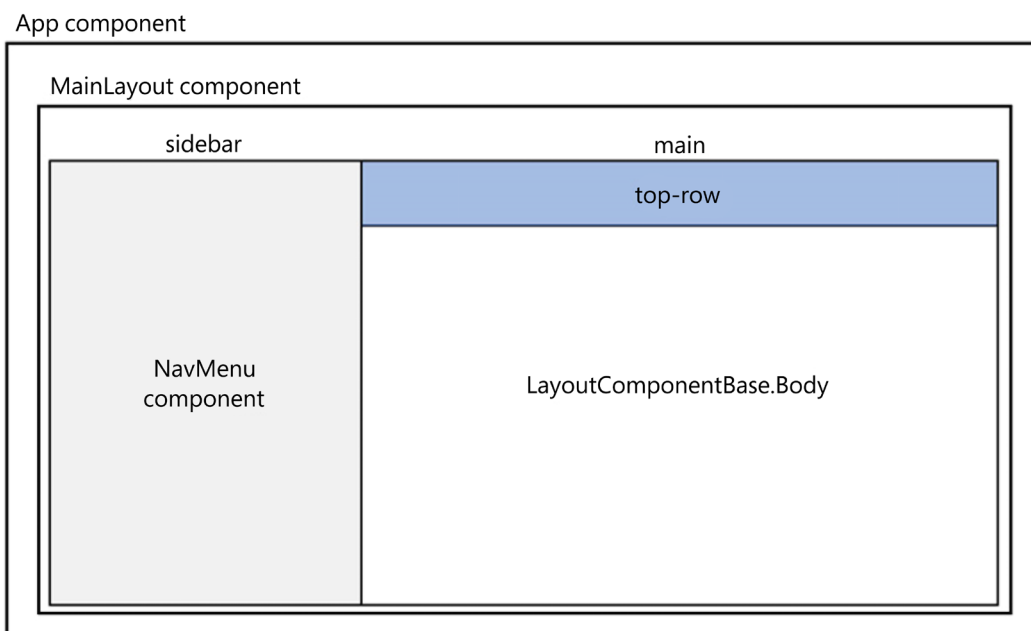 App component
MainLayout component
sidebar
main
top-row
NavMenu
component
LayoutComponentBase.Body